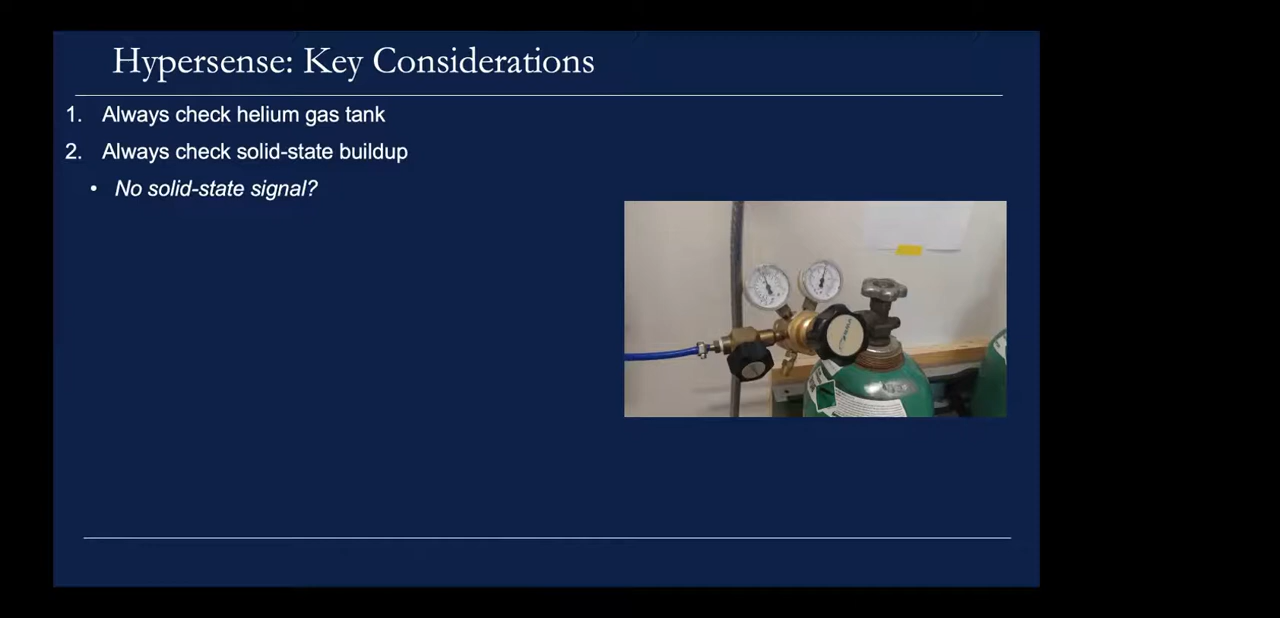 Hypersense: Key Considerations
1. Always check helium gas tank
2. Always check solid-state buildup
• No solid-state signal?